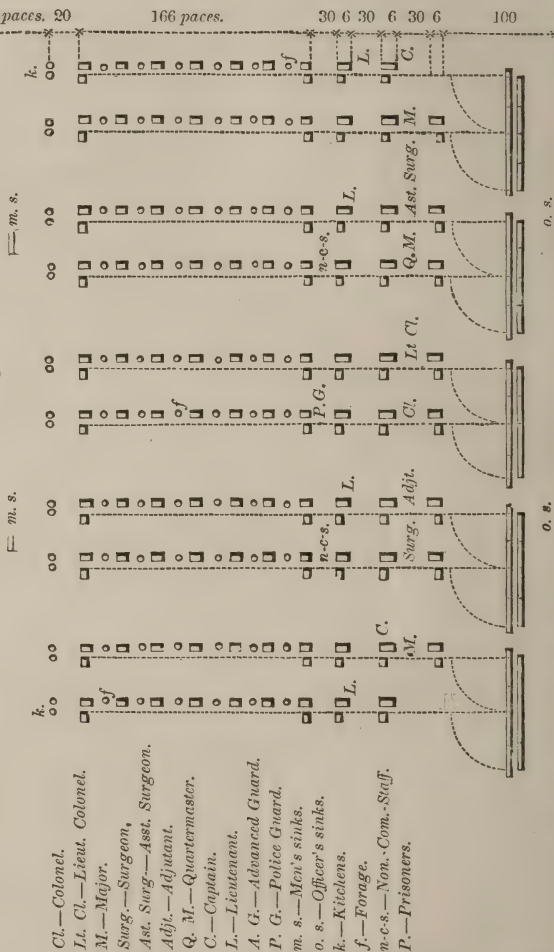 paces. 20 166 paces. 30 6 30 6 30 6 100
k. f L. C.
M.
m. s. L. Ast. Surg. o. s.
n-c-s. Q.M.
Lt Cl.
f P.G. Cl.
m. s. L. Adjt. o. s.
n-c-s. Surg.
C. M.
k. f L.
Cl.—Colonel.
Lt. Cl.—Lieut. Colonel.
M.—Major.
Surg.—Surgeon,
Ast. Surg—Asst. Surgeon.
Adjt.—Adjutant.
Q. M.—Quartermaster.
C.—Captain.
L.—Lieutenant.
A. G.—Advanced Guard.
P. G.—Police Guard.
m s.—Men's sinks.
o. s.—Officer's sinks.
k.—Kitchens.
f.—Forage.
n-c-s.—Non.-Com.-Staff.
P.—Prisoners.